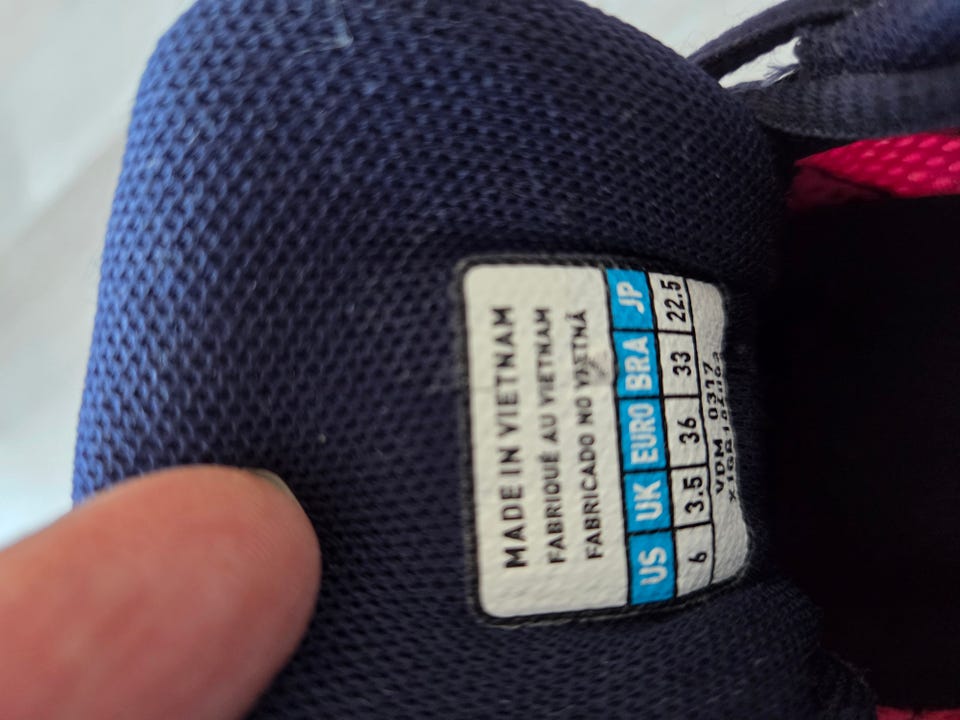 MADE IN VIETNAM
FABRIQUÉ AU VIETNAM
FABRICADO NO VIETNÃ
US UK EURO BRA JP
6 3.5 36 33 22.5
VDM 0317